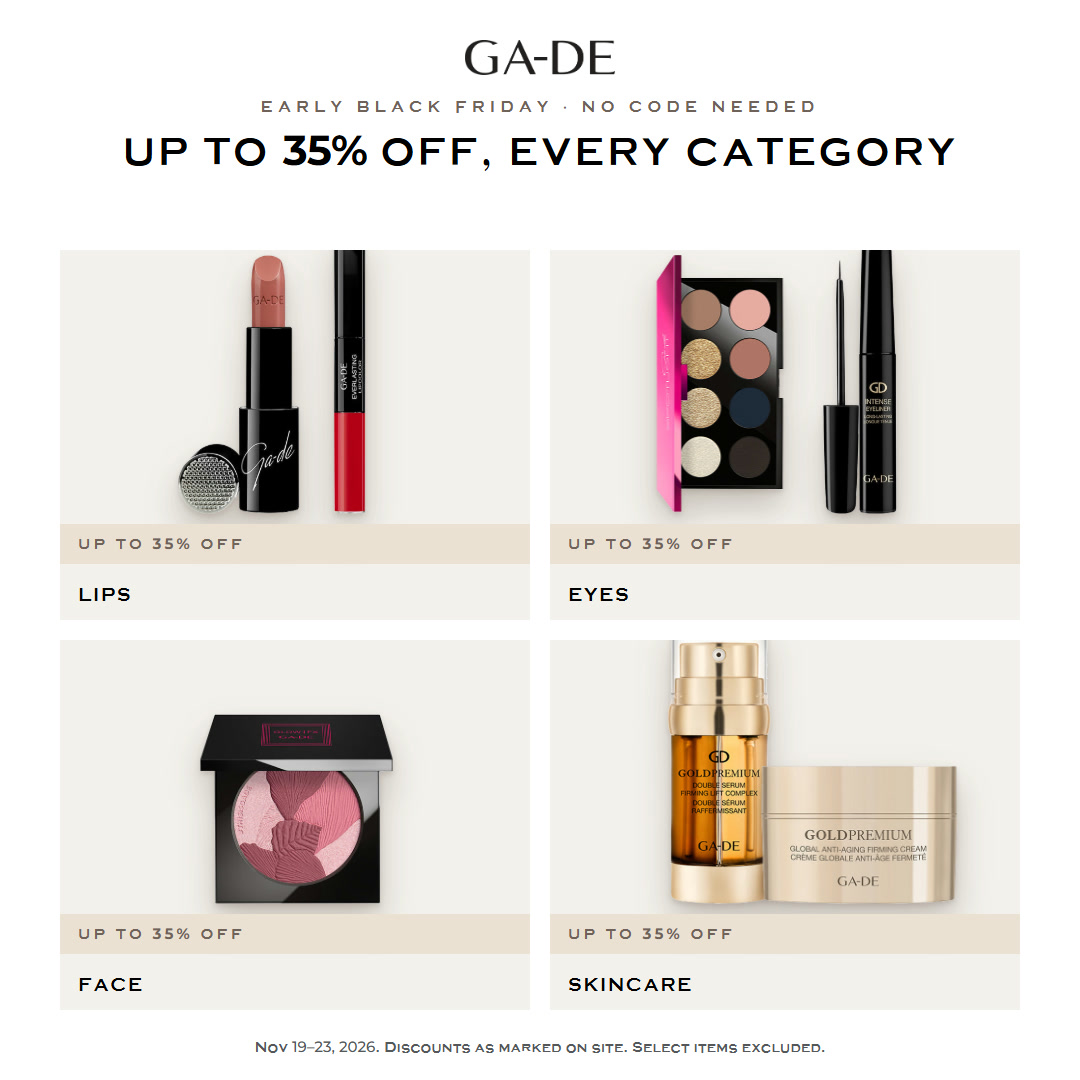 GA-DE
EARLY BLACK FRIDAY · NO CODE NEEDED
UP TO 35% OFF, EVERY CATEGORY
GA-DE
Ga-de
GA-DE
EVERLASTING
LIPCOLOR
UP TO 35% OFF
LIPS
GD
INTENSE
EYELINER
GA-DE
UP TO 35% OFF
EYES
GA-DE
UP TO 35% OFF
FACE
GD
GOLDPREMIUM
DOUBLE SERUM
FIRMING LIFT COMPLEX
DOUBLE SÉRUM
RAFFERMISSANT
GA-DE
GOLDPREMIUM
GLOBAL ANTI-AGING FIRMING CREAM
CRÈME GLOBALE ANTI-ÂGE FERMETÉ
GA-DE
UP TO 35% OFF
SKINCARE
Nov 19–23, 2026. Discounts as marked on site. Select items excluded.